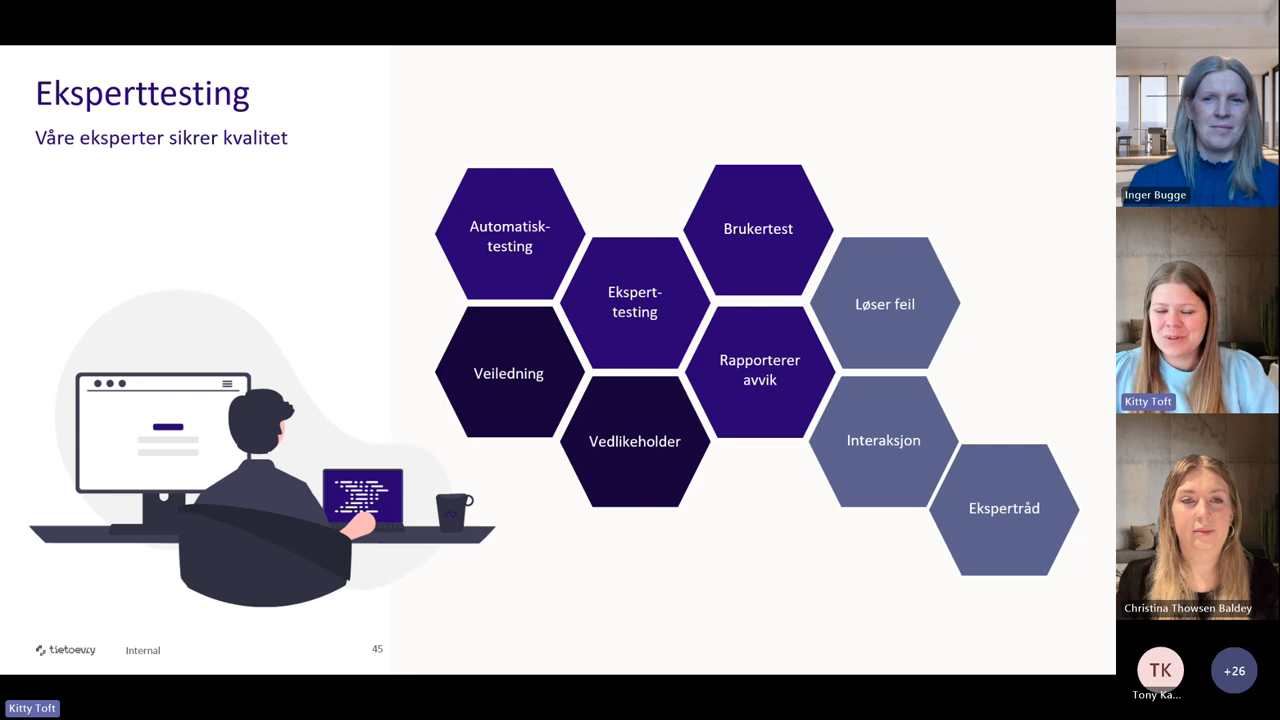 Eksperttesting
Våre eksperter sikrer kvalitet
Automatisk-
testing
Brukertest
Ekspert-
testing
Løser feil
Veiledning
Rapporterer
avvik
Vedlikeholder
Interaksjon
Ekspertråd
tietoevry
Internal
45
Kitty Toft
Inger Bugge
Kitty Toft
Christina Thowsen Baldey
TK
Tony Ka...
+26